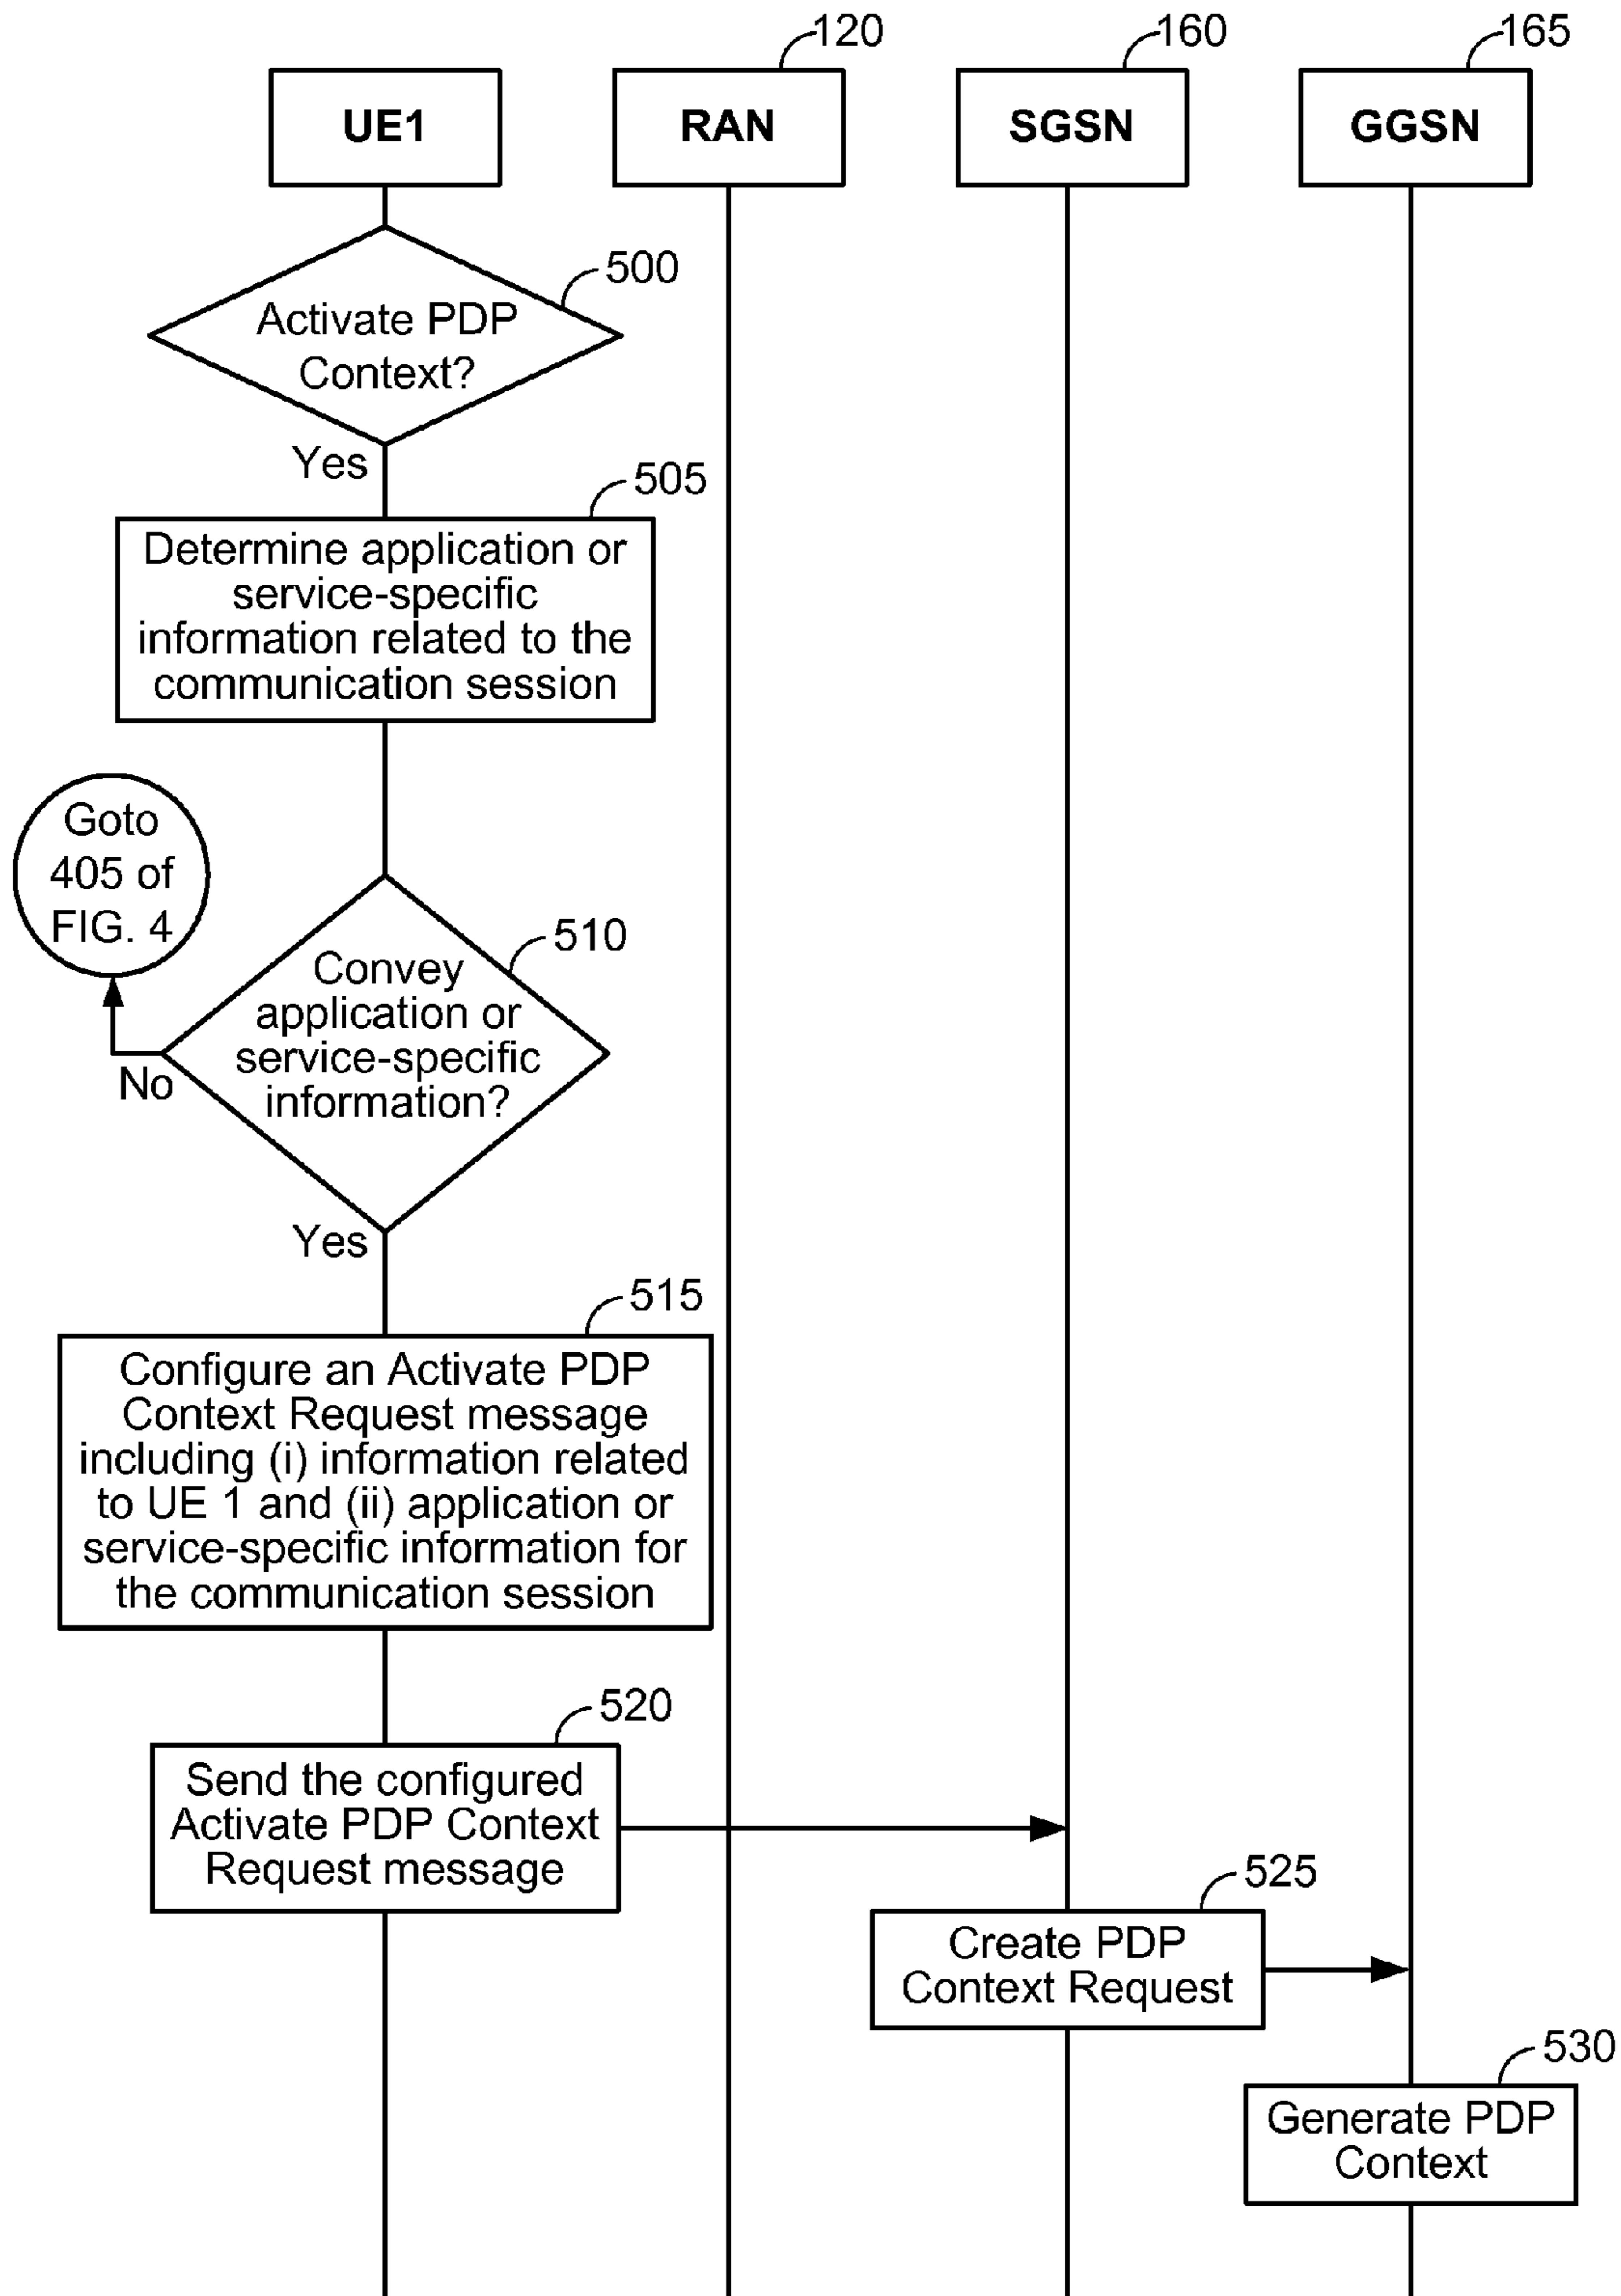 120
160
165
UE1
RAN
SGSN
GGSN
500
Activate PDP
Context?
Yes
505
Determine application or
service-specific
information related to the
communication session
Goto
405 of
FIG. 4
510
Convey
application or
service-specific
information?
No
Yes
515
Configure an Activate PDP
Context Request message
including (i) information related
to UE 1 and (ii) application or
service-specific information for
the communication session
520
Send the configured
Activate PDP Context
Request message
525
Create PDP
Context Request
530
Generate PDP
Context